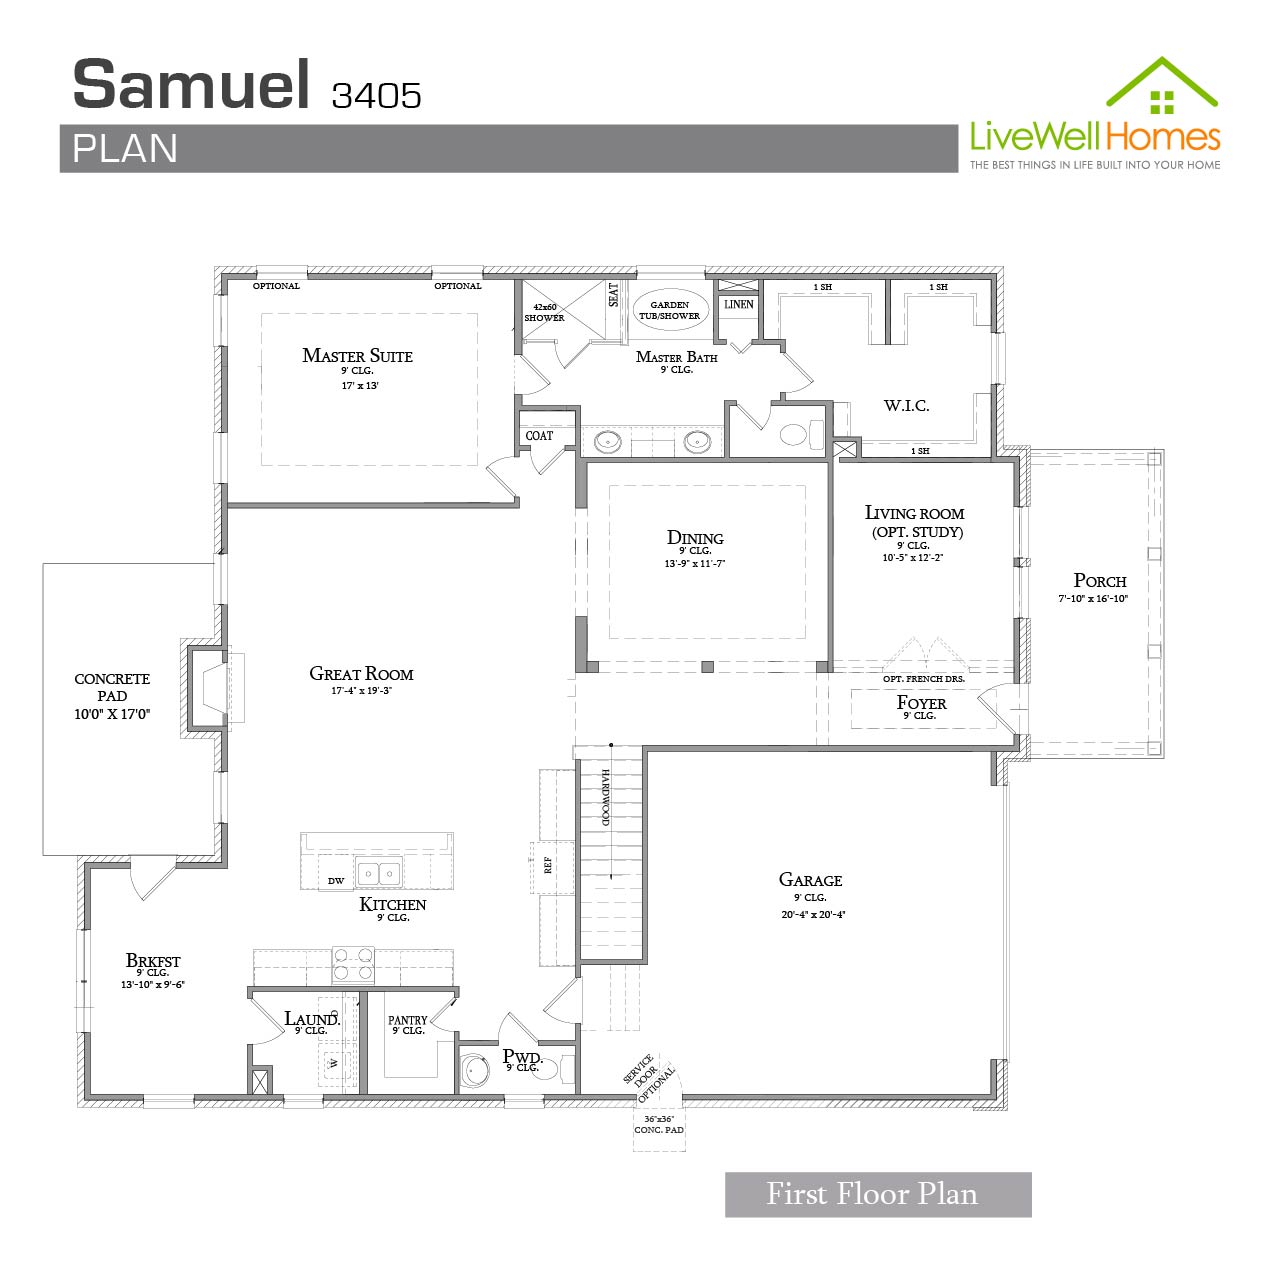 Samuel 3405
PLAN
LiveWell Homes
THE BEST THINGS IN LIFE BUILT INTO YOUR HOME
OPTIONAL
OPTIONAL
MASTER SUITE
9' CLG.
17' x 13'
42x60
SHOWER
SEAT
GARDEN
TUB/SHOWER
LINEN
1 SH
1 SH
MASTER BATH
9' CLG.
W.I.C.
1 SH
COAT
DINING
9' CLG.
13'-9" x 11'-7"
LIVING ROOM
(OPT. STUDY)
9' CLG.
10'-5" x 12'-2"
PORCH
7'-10" x 16'-10"
CONCRETE
PAD
10'0" X 17'0"
GREAT ROOM
17'-4" x 19'-3"
OPT. FRENCH DRS.
FOYER
9' CLG.
HARDWOOD
REF
DW
KITCHEN
9' CLG.
GARAGE
9' CLG.
20'-4" x 20'-4"
BRKFST
9' CLG.
13'-10" x 9'-6"
LAUND.
9' CLG.
D
W
PANTRY
9' CLG.
PWD.
9' CLG.
SERVICE
DOOR
OPTIONAL
36"x36"
CONC. PAD
First Floor Plan